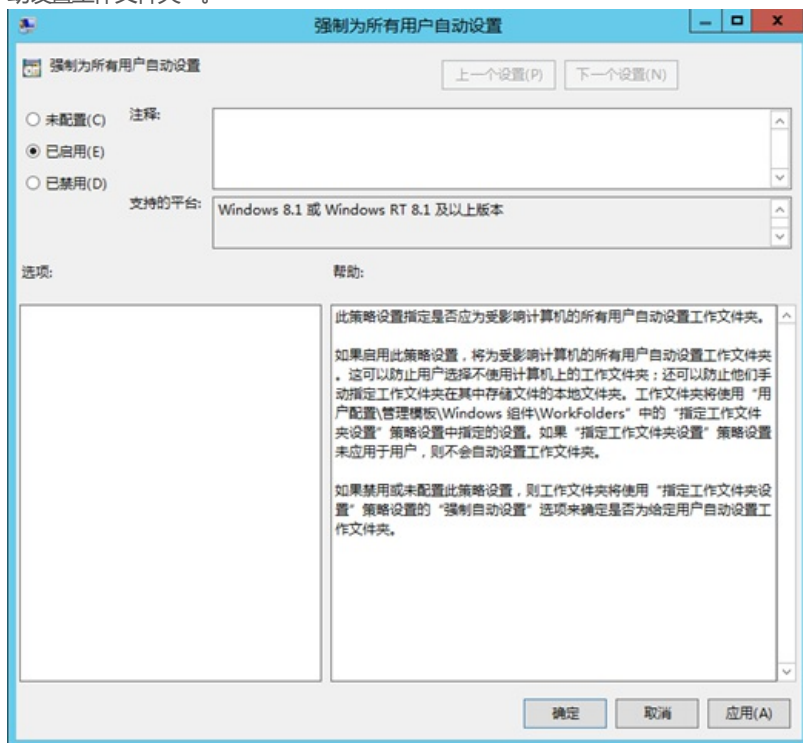 动设置工作文件夹”。
强制为所有用户自动设置
强制为所有用户自动设置
上一个设置(P)
下一个设置(N)
未配置(C)
注释:
已启用(E)
已禁用(D)
支持的平台:
Windows 8.1 或 Windows RT 8.1 及以上版本
选项:
帮助:
此策略设置指定是否应为受影响计算机的所有用户自动设置工作文件夹。
如果启用此策略设置，将为受影响计算机的所有用户自动设置工作文件夹
。这可以防止用户选择不使用计算机上的工作文件夹；还可以防止他们手
动指定工作文件夹在其中存储文件的本地文件夹。工作文件夹将使用“用
户配置\管理模板\Windows 组件\WorkFolders”中的“指定工作文件
夹设置”策略设置中指定的设置。如果“指定工作文件夹设置”策略设置
未应用于用户，则不会自动设置工作文件夹。
如果禁用或未配置此策略设置，则工作文件夹将使用“指定工作文件夹设
置”策略设置的“强制自动设置”选项来确定是否为给定用户自动设置工
作文件夹。
确定
取消
应用(A)